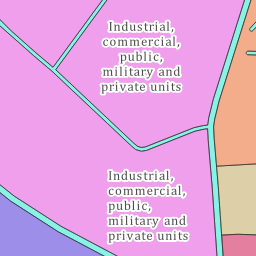 Industrial,
commercial,
public,
military and
private units
Industrial,
commercial,
public,
military and
private units